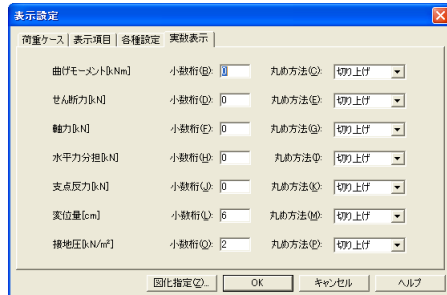 表示設定
荷重ケース 表示項目 各種設定 実数表示
曲げモーメント[kNm] 小数桁(B): 0 丸め方法(C): 切り上げ
せん断力[kN] 小数桁(D): 0 丸め方法(E): 切り上げ
軸力[kN] 小数桁(F): 0 丸め方法(G): 切り上げ
水平力分担[kN] 小数桁(H): 0 丸め方法(I): 切り上げ
支点反力[kN] 小数桁(J): 0 丸め方法(K): 切り上げ
変位量[cm] 小数桁(L): 6 丸め方法(M): 切り上げ
接地圧[kN/m²] 小数桁(O): 2 丸め方法(P): 切り上げ
図化指定(Z)... OK キャンセル ヘルプ